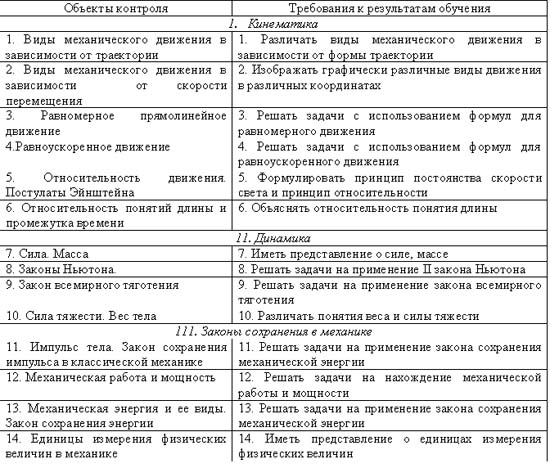 Объекты контроля
Требования к результатам обучения
1. Кинематика
1. Виды механического движения в
зависимости от траектории
1. Различать виды механического движения в
зависимости от формы траектории
2. Виды механического движения в
зависимости от скорости
перемещения
2. Изображать графически различные виды движения
в различных координатах
3. Равномерное прямолинейное
движение
3. Решать задачи с использованием формул для
равномерного движения
4.Равноускоренное движение
4. Решать задачи с использованием формул для
равноускоренного движения
5. Относительность движения.
Постулаты Эйнштейна
5. Формулировать принцип постоянства скорости
света и принцип относительности
6. Относительность понятий длины и
промежутка времени
6. Объяснять относительность понятия длины
11. Динамика
7. Сила. Масса
7. Иметь представление о силе, массе
8. Законы Ньютона.
8. Решать задачи на применение II закона Ньютона
9. Закон всемирного тяготения
9. Решать задачи на применение закона всемирного
тяготения
10. Сила тяжести. Вес тела
10. Различать понятия веса и силы тяжести
111. Законы сохранения в механике
11. Импульс тела. Закон сохранения
импульса в классической механике
11. Решать задачи на применение закона сохранения
механической энергии
12. Механическая работа и мощность
12. Решать задачи на нахождение механической
работы и мощности
13. Механическая энергия и ее виды.
Закон сохранения энергии
13. Решать задачи на применение закона сохранения
механической энергии
14. Единицы измерения физических
величин в механике
14. Иметь представление о единицах измерения
физических величин